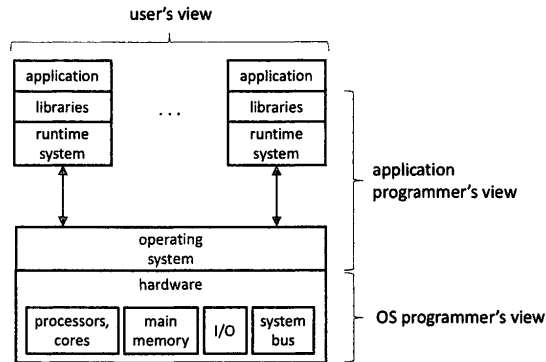 user's view
application
libraries
runtime
system
...
application
libraries
runtime
system
application
programmer's view
operating
system
hardware
processors,
cores
main
memory
I/O
system
bus
OS programmer's view